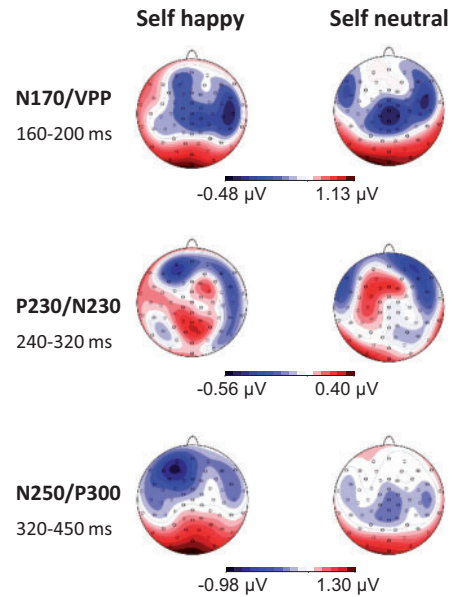 Self happy Self neutral
N170/VPP
160-200 ms
-0.48 µV 1.13 µV
P230/N230
240-320 ms
-0.56 µV 0.40 µV
N250/P300
320-450 ms
-0.98 µV 1.30 µV